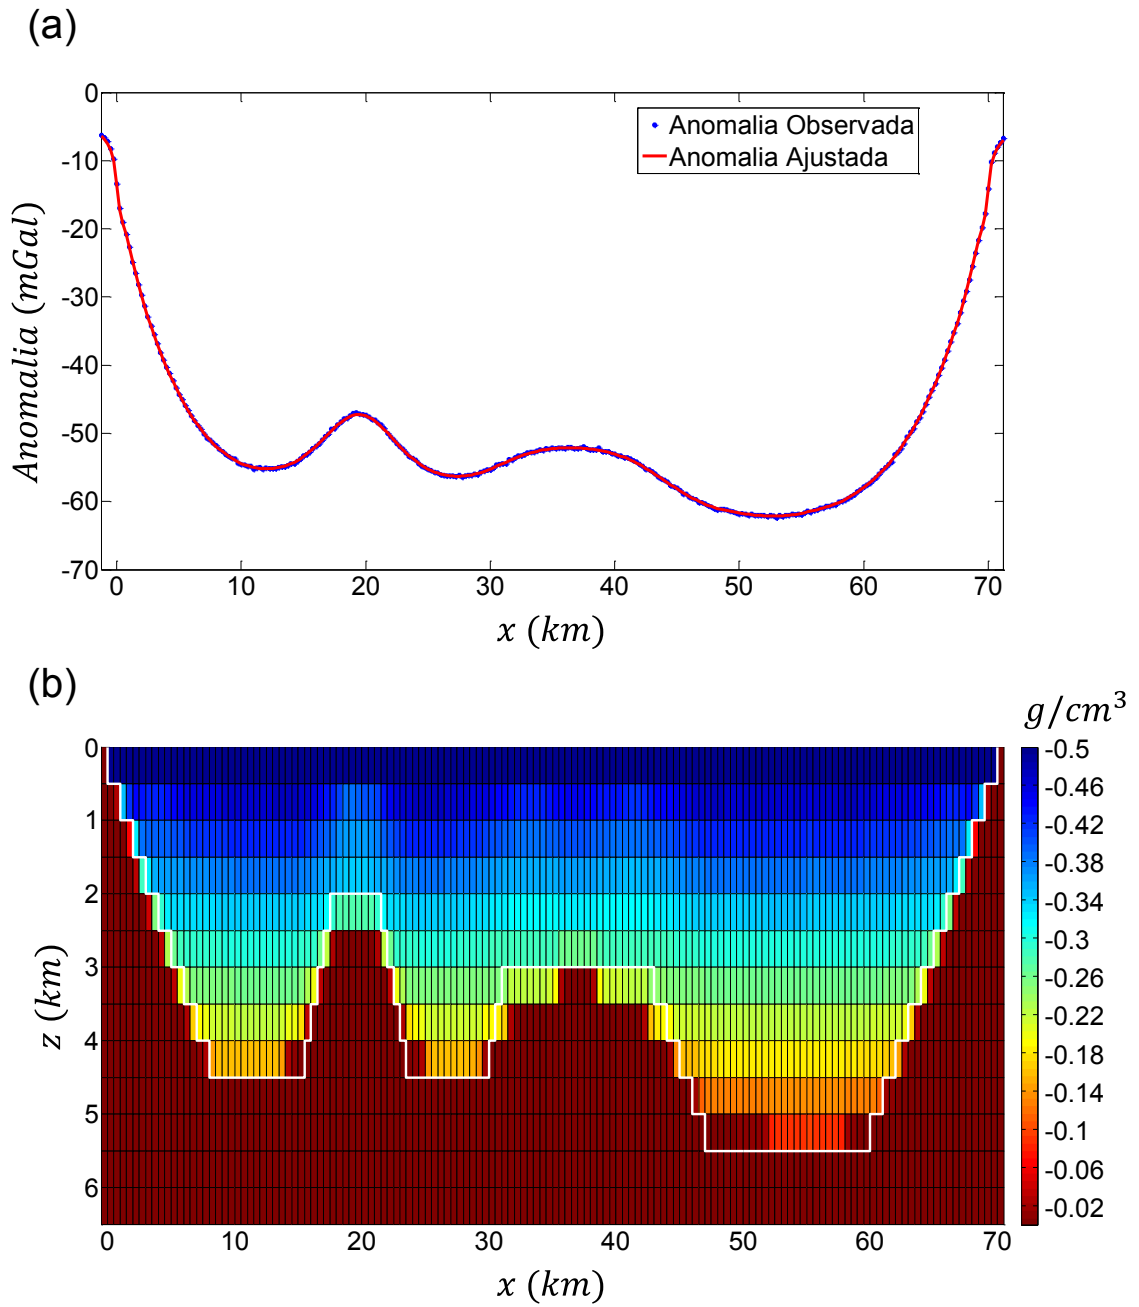 (a)
0
-10
-20
-30
-40
-50
-60
-70
Anomalia (mGal)
Anomalia Observada
Anomalia Ajustada
0 10 20 30 40 50 60 70
x (km)
(b)
g/cm³
0
1
2
3
4
5
6
z (km)
-0.5
-0.46
-0.42
-0.38
-0.34
-0.3
-0.26
-0.22
-0.18
-0.14
-0.1
-0.06
-0.02
0 10 20 30 40 50 60 70
x (km)